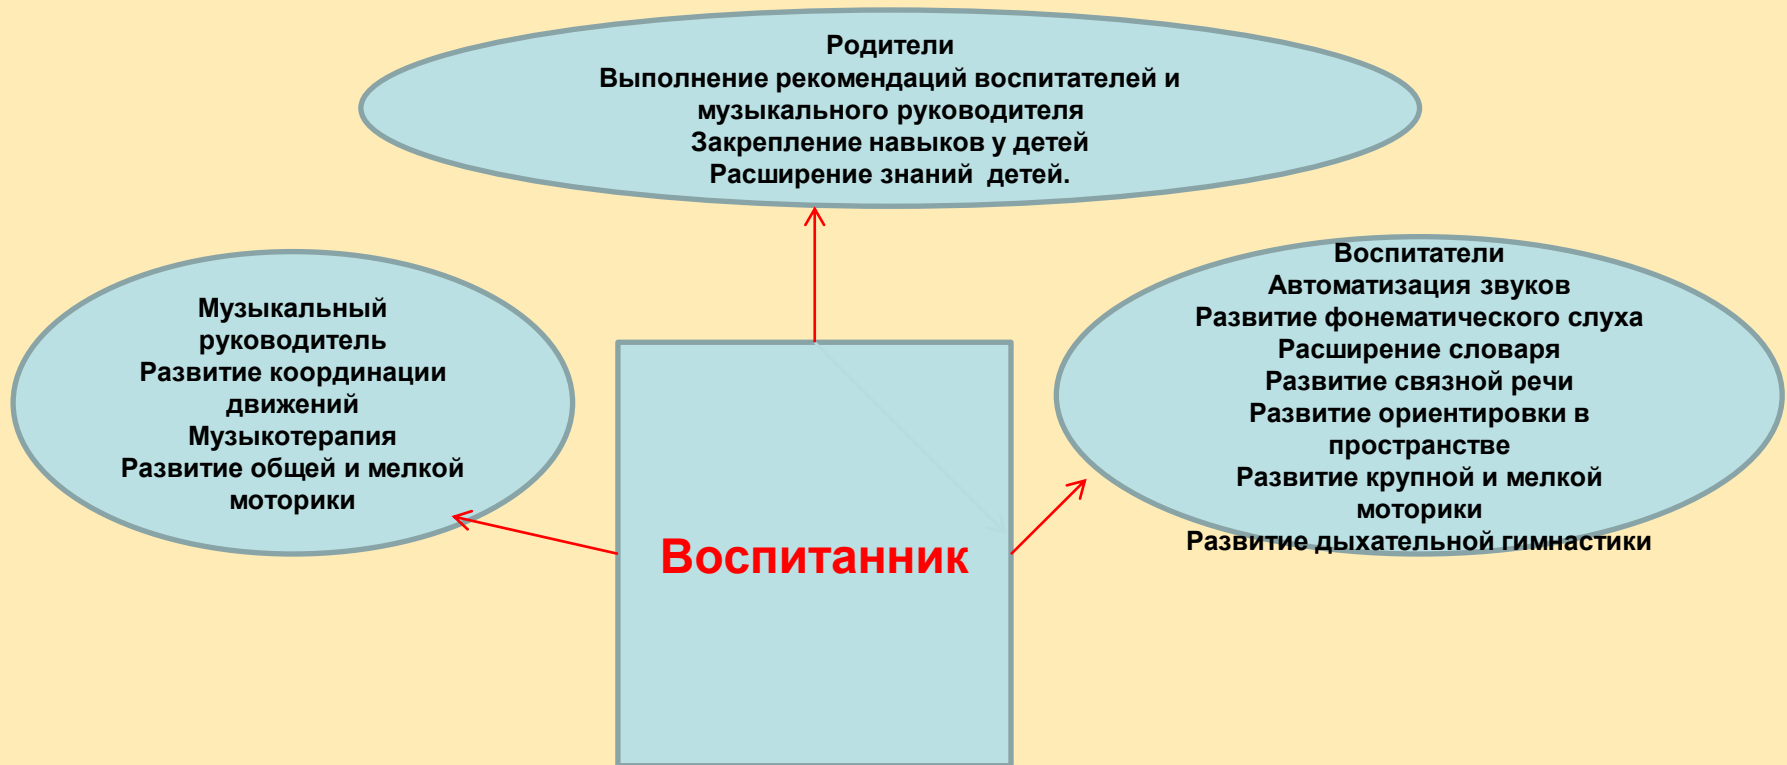 Родители
Выполнение рекомендаций воспитателей и
музыкального руководителя
Закрепление навыков у детей
Расширение знаний  детей.
Музыкальный
руководитель
Развитие координации
движений
Музыкотерапия
Развитие общей и мелкой
моторики
Воспитатели
Автоматизация звуков
Развитие фонематического слуха
Расширение словаря
Развитие связной речи
Развитие ориентировки в
пространстве
Развитие крупной и мелкой
моторики
Развитие дыхательной гимнастики
Воспитанник